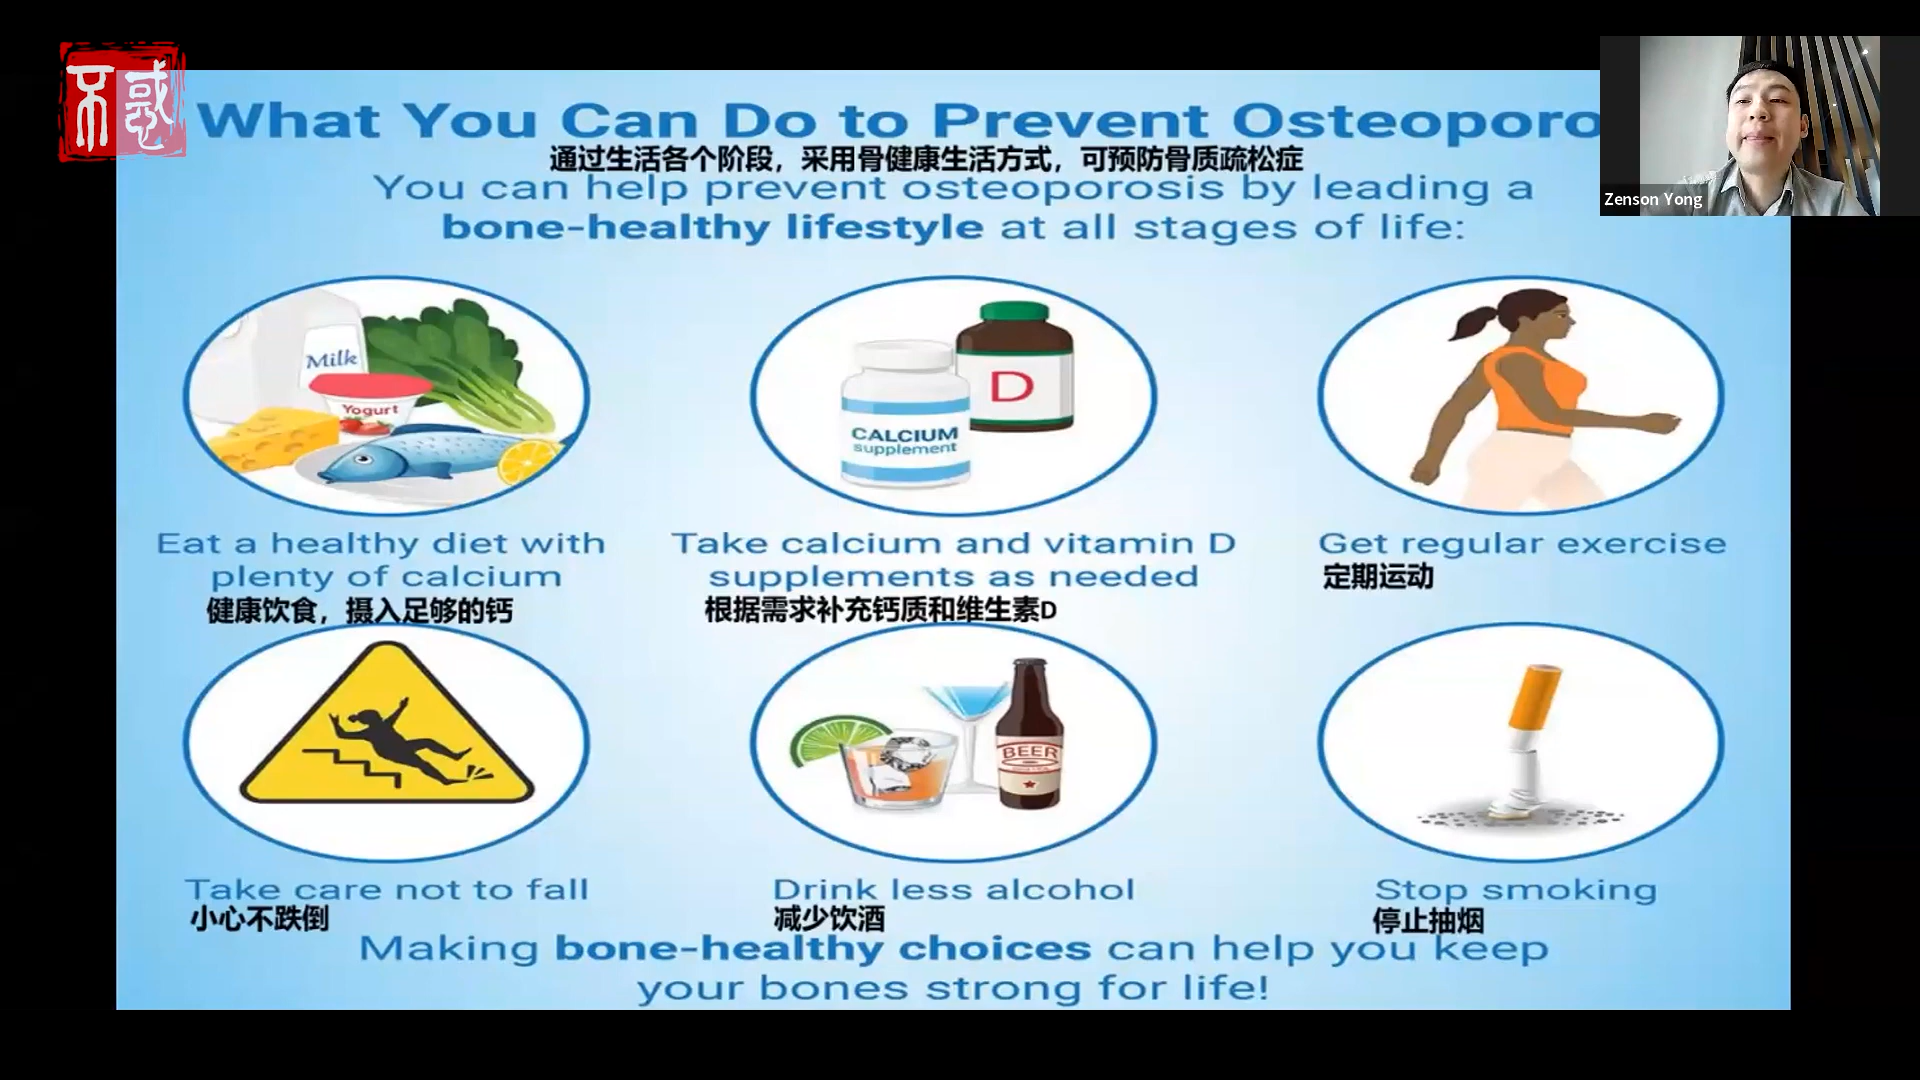 不惑
What You Can Do to Prevent Osteoporo
通过生活各个阶段，采用骨健康生活方式，可预防骨质疏松症
You can help prevent osteoporosis by leading a
bone-healthy lifestyle at all stages of life:
Zenson Yong
Milk
Yogurt
CALCIUM
supplement
D
Eat a healthy diet with
plenty of calcium
健康饮食，摄入足够的钙
Take calcium and vitamin D
supplements as needed
根据需求补充钙质和维生素D
Get regular exercise
定期运动
BEER
Take care not to fall
小心不跌倒
Drink less alcohol
减少饮酒
Stop smoking
停止抽烟
Making bone-healthy choices can help you keep
your bones strong for life!